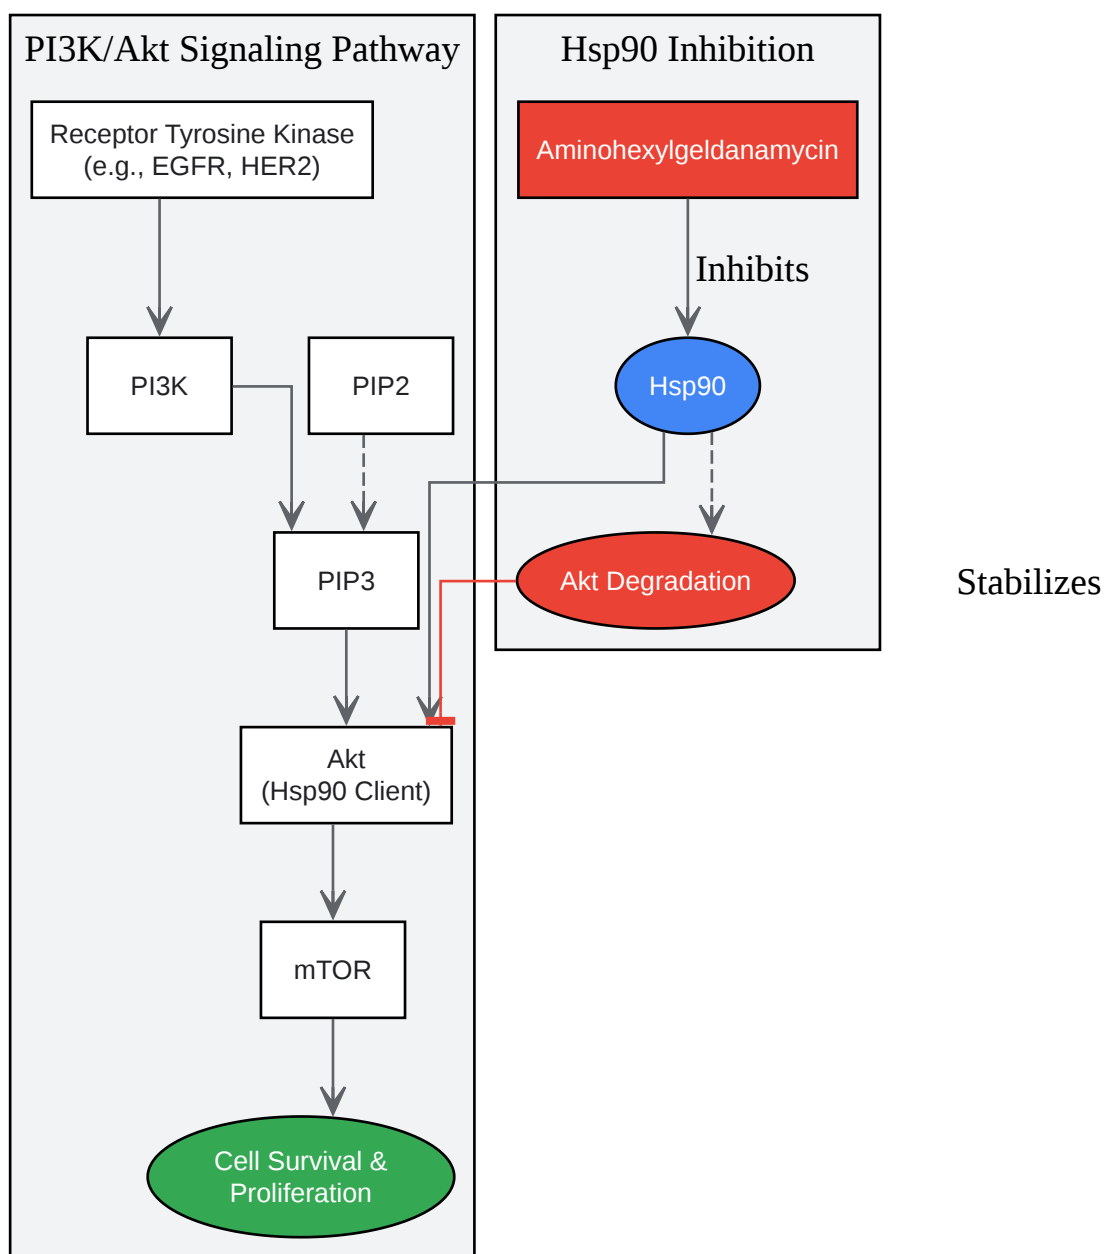 PI3K/Akt Signaling Pathway
Receptor Tyrosine Kinase
(e.g., EGFR, HER2)
PI3K
PIP2
PIP3
Akt
(Hsp90 Client)
mTOR
Cell Survival &
Proliferation
Hsp90 Inhibition
Aminohexylgeldanamycin
Inhibits
Hsp90
Akt Degradation
Stabilizes